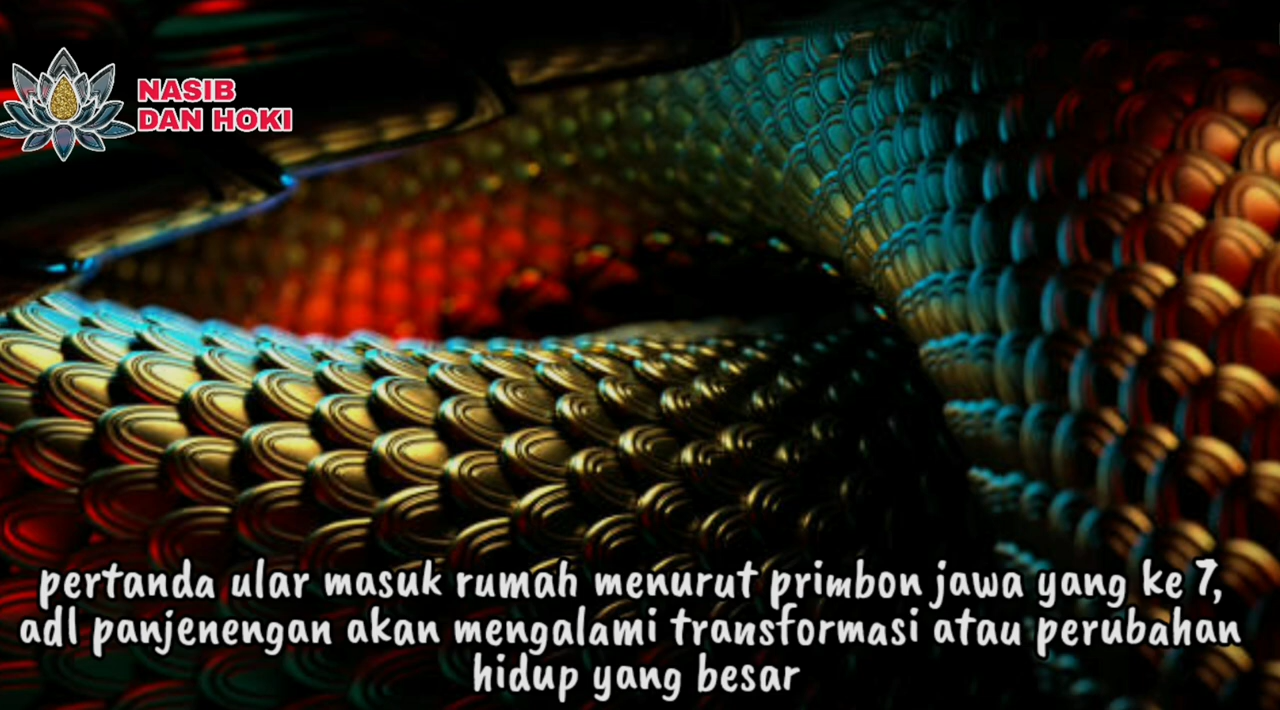 NASIB
DAN HOKI
pertanda ular masuk rumah menurut primbon jawa yang ke 7,
adl panjenengan akan mengalami transformasi atau perubahan
hidup yang besar